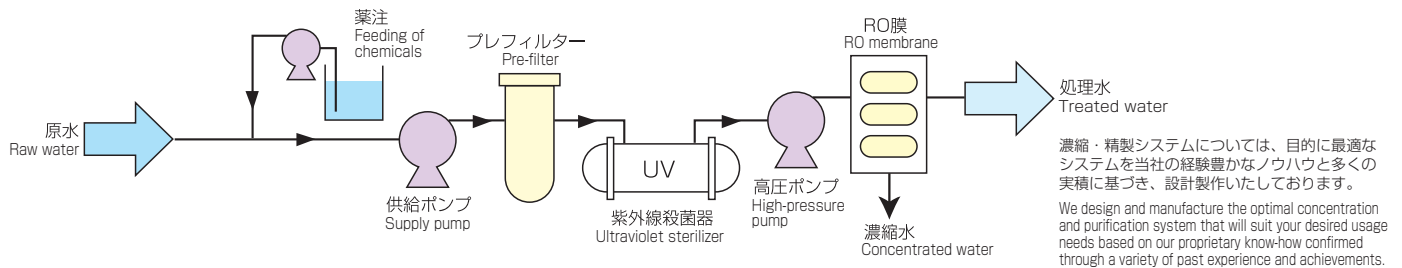 薬注
Feeding of
chemicals
原水
Raw water
供給ポンプ
Supply pump
プレフィルター
Pre-filter
UV
紫外線殺菌器
Ultraviolet sterilizer
高圧ポンプ
High-pressure
pump
RO膜
RO membrane
濃縮水
Concentrated water
処理水
Treated water
濃縮・精製システムについては、目的に最適な
システムを当社の経験豊かなノウハウと多くの
実積に基づき、設計製作いたしております。
We design and manufacture the optimal concentration
and purification system that will suit your desired usage
needs based on our proprietary know-how confirmed
through a variety of past experience and achievements.